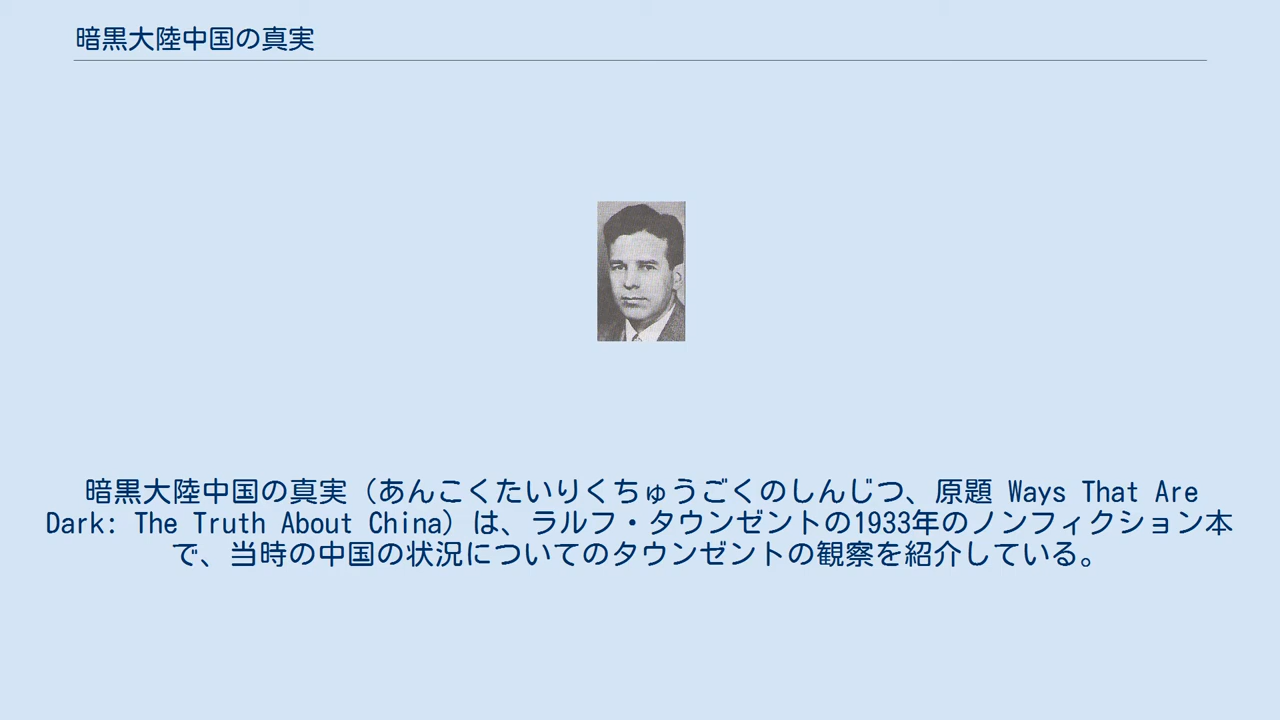 暗黒大陸中国の真実
暗黒大陸中国の真実（あんこくたいりくちゅうごくのしんじつ、原題 Ways That Are
Dark: The Truth About China）は、ラルフ・タウンゼントの1933年のノンフィクション本
で、当時の中国の状況についてのタウンゼントの観察を紹介している。